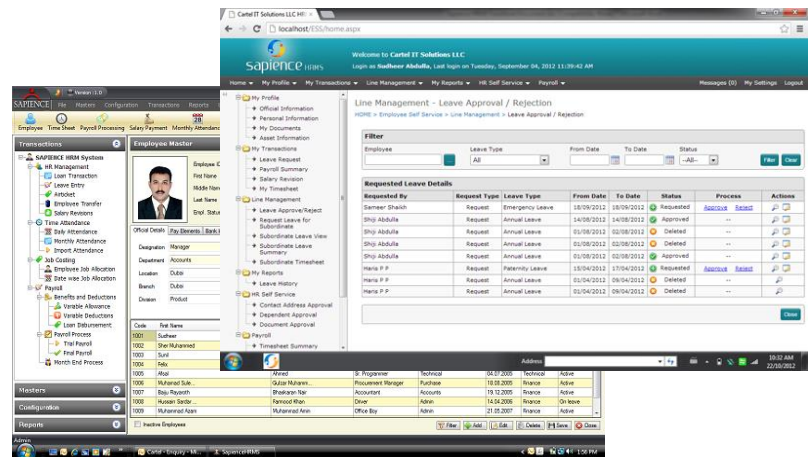 Cartel IT Solutions LLC HR
localhost/ESS/home.aspx
sapience HRMS
Welcome to Cartel IT Solutions LLC
Login as Sudheer Abdulla, Last login on Tuesday, September 04, 2012 11:39:42 AM
Home My Profile My Transactions Line Management My Reports HR Self Service Payroll Messages (0) My Settings Logout
My Profile
Official Information
Personal Information
My Documents
Asset Information
My Transactions
Leave Request
Payroll Summary
Salary Revision
My Timesheet
Line Management
Leave Approve/Reject
Request Leave for Subordinate
Subordinate Leave View
Subordinate Leave Summary
Subordinate Timesheet
My Reports
Leave History
HR Self Service
Contact Address Approval
Dependent Approval
Document Approval
Payroll
Timesheet Summary
Line Management - Leave Approval / Rejection
HOME > Employee Self Service > Line Management > Leave Approval / Rejection
Filter
Employee Leave Type From Date To Date Status
All --All- Filter Clear
Requested Leave Details
Requested By Request Type Leave Type From Date To Date Status Process Actions
Sameer Shaikh Request Emergency Leave 18/09/2012 18/09/2012 Requested Approve Reject
Shiji Abdulla Request Annual Leave 14/08/2012 14/08/2012 Approved --
Shiji Abdulla Request Annual Leave 01/08/2012 02/08/2012 Deleted --
Shiji Abdulla Request Annual Leave 01/08/2012 02/08/2012 Deleted --
Shiji Abdulla Request Annual Leave 01/08/2012 02/08/2012 Approved --
Haris P P Request Paternity Leave 15/04/2012 17/04/2012 Requested Approve Reject
Haris P P Request Annual Leave 01/04/2012 09/04/2012 Deleted --
Haris P P Request Annual Leave 01/04/2012 09/04/2012 Deleted --
Close
Address
10:32 AM
22/10/2012
Version :1.0
SAPIENCE File Masters Configuration Transactions Reports
Employee Time Sheet Payroll Processing Salary Payment Monthly Attendanc
Transactions
SAPIENCE HRM System
HR Management
Loan Transaction
Leave Entry
Airticket
Employee Transfer
Salary Revisions
Time Attendance
Daily Attendance
Monthly Attendance
Import Attendance
Job Costing
Employee Job Allocation
Date wise Job Allocation
Payroll
Benefits and Deductions
Variable Allowance
Variable Deductions
Loan Disbursement
Payroll Process
Trial Payroll
Final Payroll
Month End Process
Masters
Configuration
Reports
Admin
Employee Master
Employee ID
First Name
Middle Name
Last Name
Empl. Status
Official Details Pay Elements Bank
Designation Manager
Department Accounts
Location Dubai
Branch Dubai
Division Product
Code First Name
1001 Sudheer
1002 Sher Muhammed
1003 Sunil
1004 Felix
1005 Afsal Ahmed Sr. Programmer Technical 04.07.2005 Technical Active
1006 Muhamad Sule... Gulzar Muhamm... Procurement Manager Purchase 10.08.2005 Finance Active
1007 Baiju Rayaroth Bhaskaran Nair Accountant Accounts 19.12.2005 Finance Active
1008 Hussain Sardar... Farmood Khan Driver Admin 14.04.2006 Finance On leave
1009 Muhammad Azam Muhammad Amin Office Boy Admin 21.05.2007 Finance Active
Inactive Employees Filter Add Edit Delete Save Close
Cartel - Enquiry - Mi... SapienceHRMS 1:56 PM